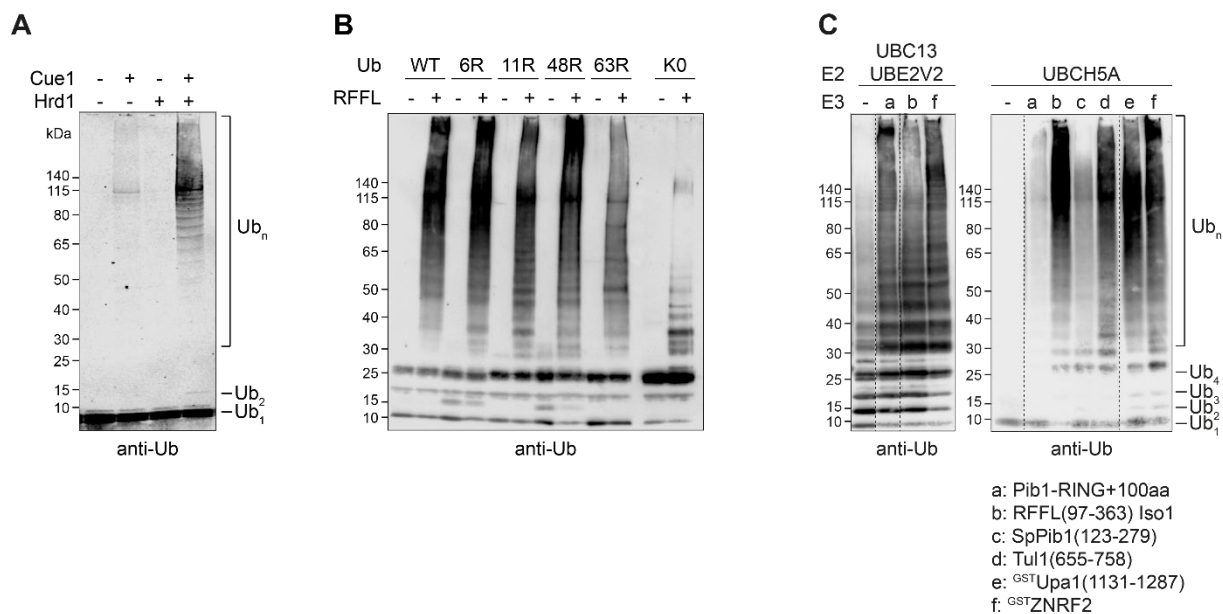 A
Cue1 - + - +
Hrd1 - - + +
kDa
140
115
80
65
50
40
30
25
15
10
Ubn
Ub2
Ub1
anti-Ub
B
Ub WT 6R 11R 48R 63R K0
RFFL - + - + - + - + - + - +
140
115
80
65
50
40
30
25
15
10
anti-Ub
C
UBC13
E2 UBE2V2 UBCH5A
E3 - a b f - a b c d e f
140
115
80
65
50
40
30
25
15
10
anti-Ub
140
115
80
65
50
40
30
25
15
10
Ubn
Ub4
Ub3
Ub2
Ub1
anti-Ub
a: Pib1-RING+100aa
b: RFFL(97-363) Iso1
c: SpPib1(123-279)
d: Tul1(655-758)
e: GSTUpa1(1131-1287)
f: GSTZNRF2